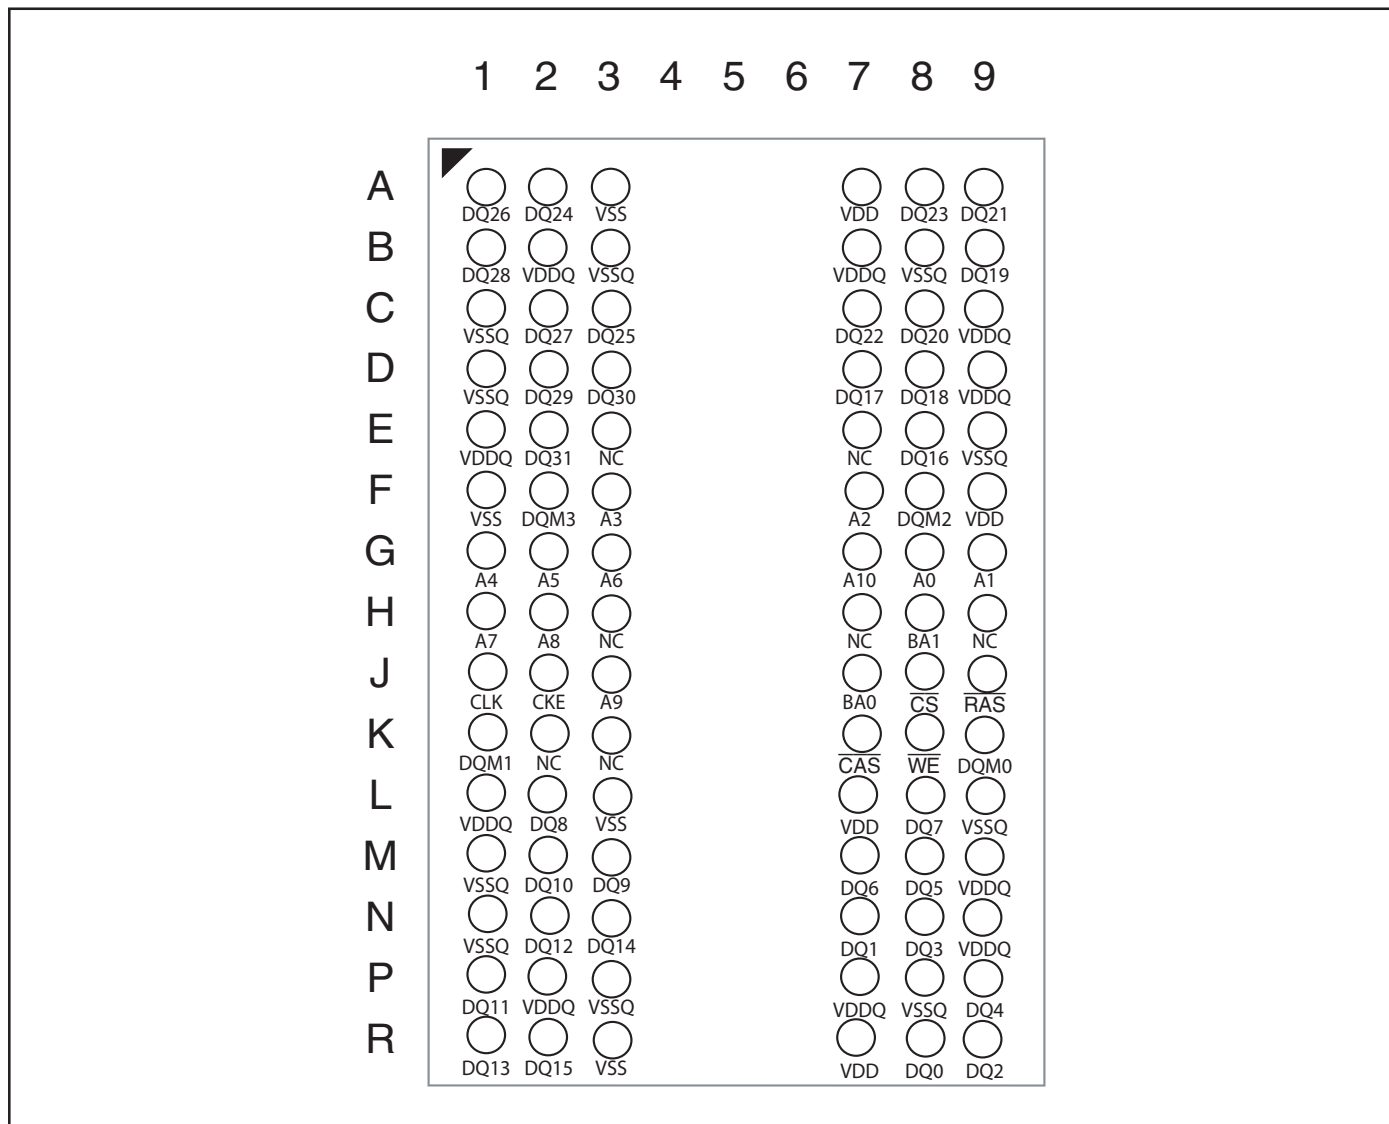 1 2 3 4 5 6 7 8 9
A
DQ26 DQ24 VSS VDD DQ23 DQ21
B
DQ28 VDDQ VSSQ VDDQ VSSQ DQ19
C
VSSQ DQ27 DQ25 DQ22 DQ20 VDDQ
D
VSSQ DQ29 DQ30 DQ17 DQ18 VDDQ
E
VDDQ DQ31 NC NC DQ16 VSSQ
F
VSS DQM3 A3 A2 DQM2 VDD
G
A4 A5 A6 A10 A0 A1
H
A7 A8 NC NC BA1 NC
J
CLK CKE A9 BA0 C̅S̅ R̅A̅S̅
K
DQM1 NC NC C̅A̅S̅ W̅E̅ DQM0
L
VDDQ DQ8 VSS VDD DQ7 VSSQ
M
VSSQ DQ10 DQ9 DQ6 DQ5 VDDQ
N
VSSQ DQ12 DQ14 DQ1 DQ3 VDDQ
P
DQ11 VDDQ VSSQ VDDQ VSSQ DQ4
R
DQ13 DQ15 VSS VDD DQ0 DQ2